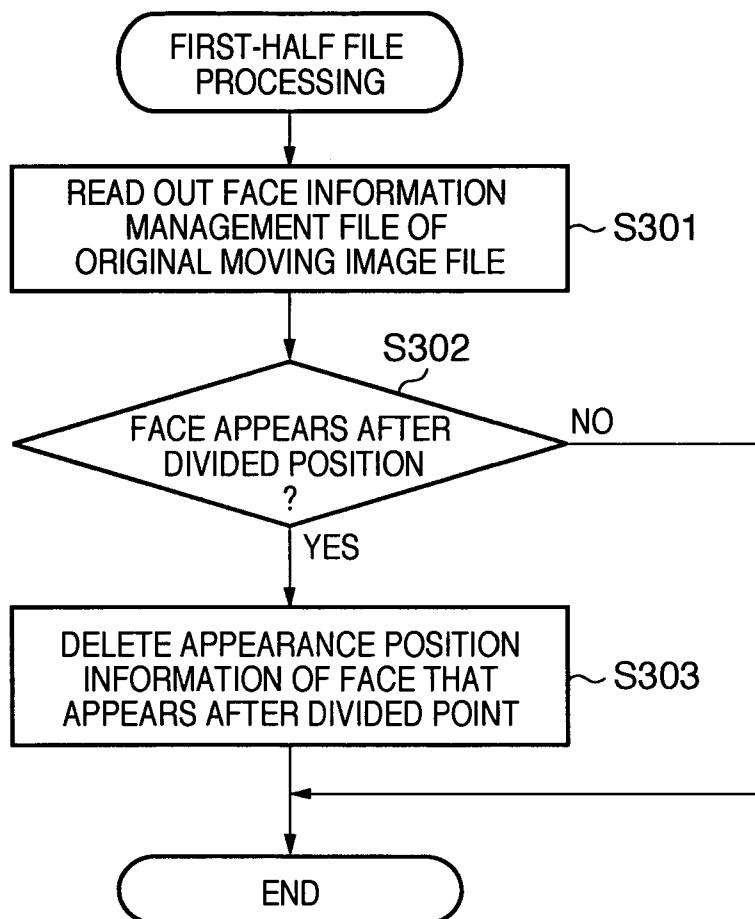 FIRST-HALF FILE
PROCESSING
READ OUT FACE INFORMATION
MANAGEMENT FILE OF
ORIGINAL MOVING IMAGE FILE
S301
S302
FACE APPEARS AFTER
DIVIDED POSITION
?
NO
YES
DELETE APPEARANCE POSITION
INFORMATION OF FACE THAT
APPEARS AFTER DIVIDED POINT
S303
END